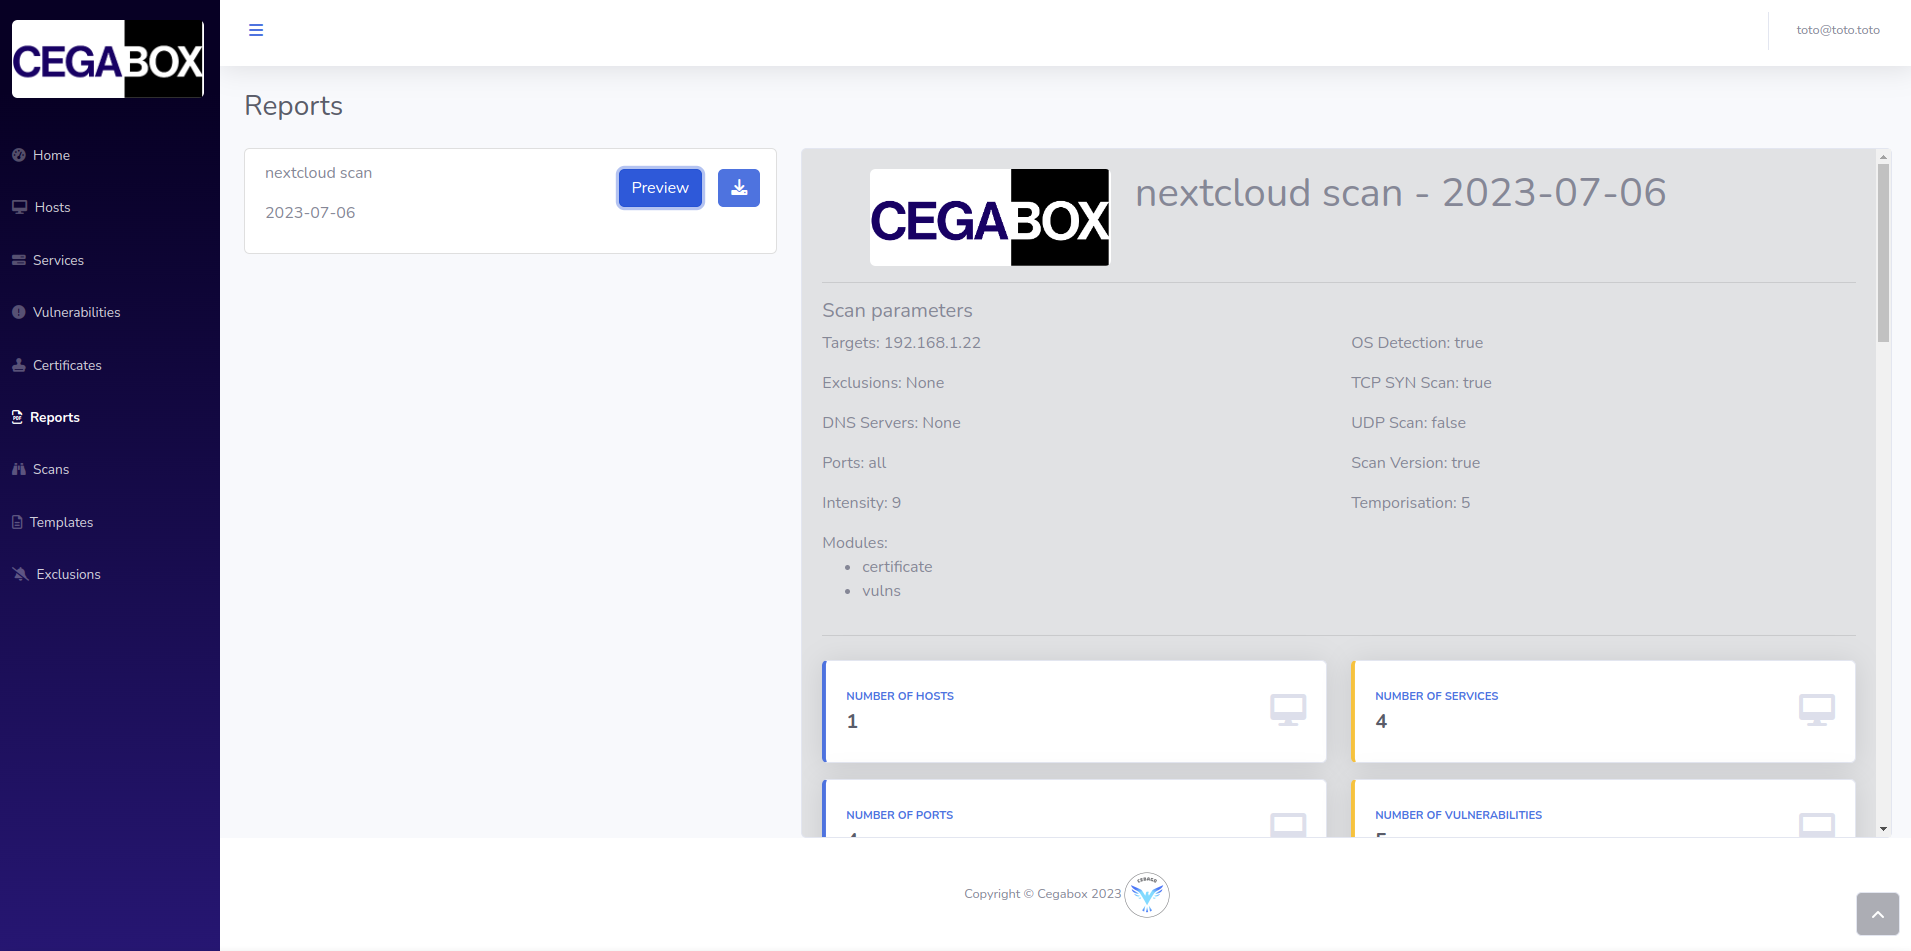 CEGABOX
toto@toto.toto
Home
Hosts
Services
Vulnerabilities
Certificates
Reports
Scans
Templates
Exclusions
Reports
nextcloud scan
2023-07-06
Preview
CEGABOX
nextcloud scan - 2023-07-06
Scan parameters
Targets: 192.168.1.22
Exclusions: None
DNS Servers: None
Ports: all
Intensity: 9
Modules:
• certificate
• vulns
OS Detection: true
TCP SYN Scan: true
UDP Scan: false
Scan Version: true
Temporisation: 5
NUMBER OF HOSTS
1
NUMBER OF SERVICES
4
NUMBER OF PORTS
NUMBER OF VULNERABILITIES
Copyright © Cegabox 2023